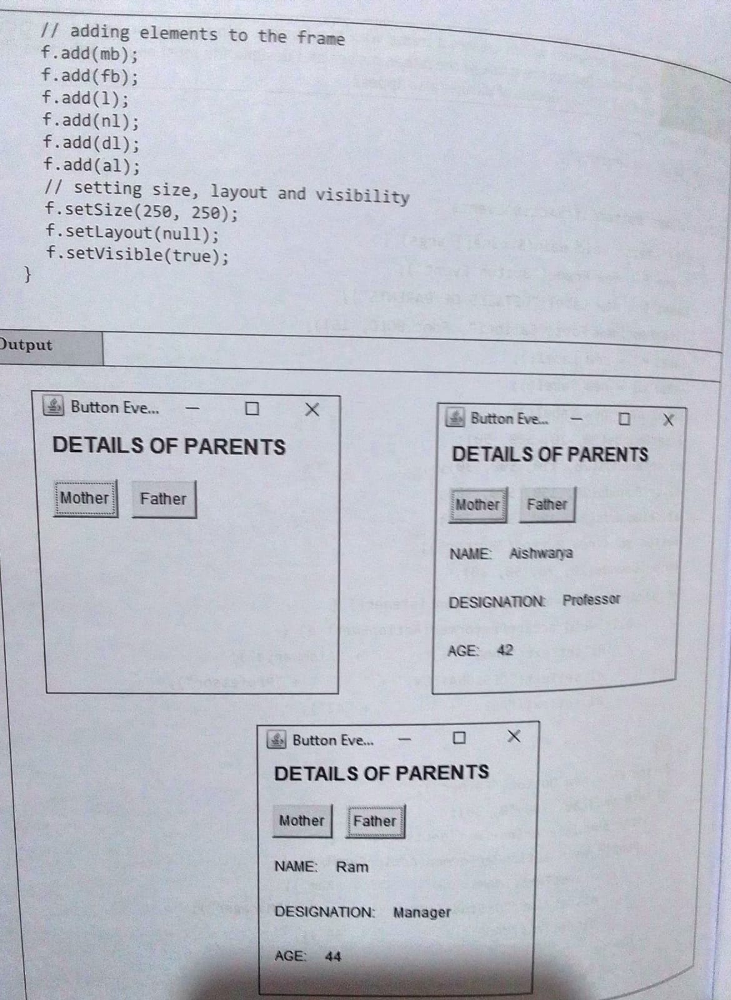 // adding elements to the frame
f.add(mb);
f.add(fb);
f.add(l);
f.add(nl);
f.add(dl);
f.add(al);
// setting size, layout and visibility
f.setSize(250, 250);
f.setLayout(null);
f.setVisible(true);
}
Output
Button Eve...
DETAILS OF PARENTS
Mother Father
Button Eve...
DETAILS OF PARENTS
Mother Father
NAME: Aishwarya
DESIGNATION: Professor
AGE: 42
Button Eve...
DETAILS OF PARENTS
Mother Father
NAME: Ram
DESIGNATION: Manager
AGE: 44